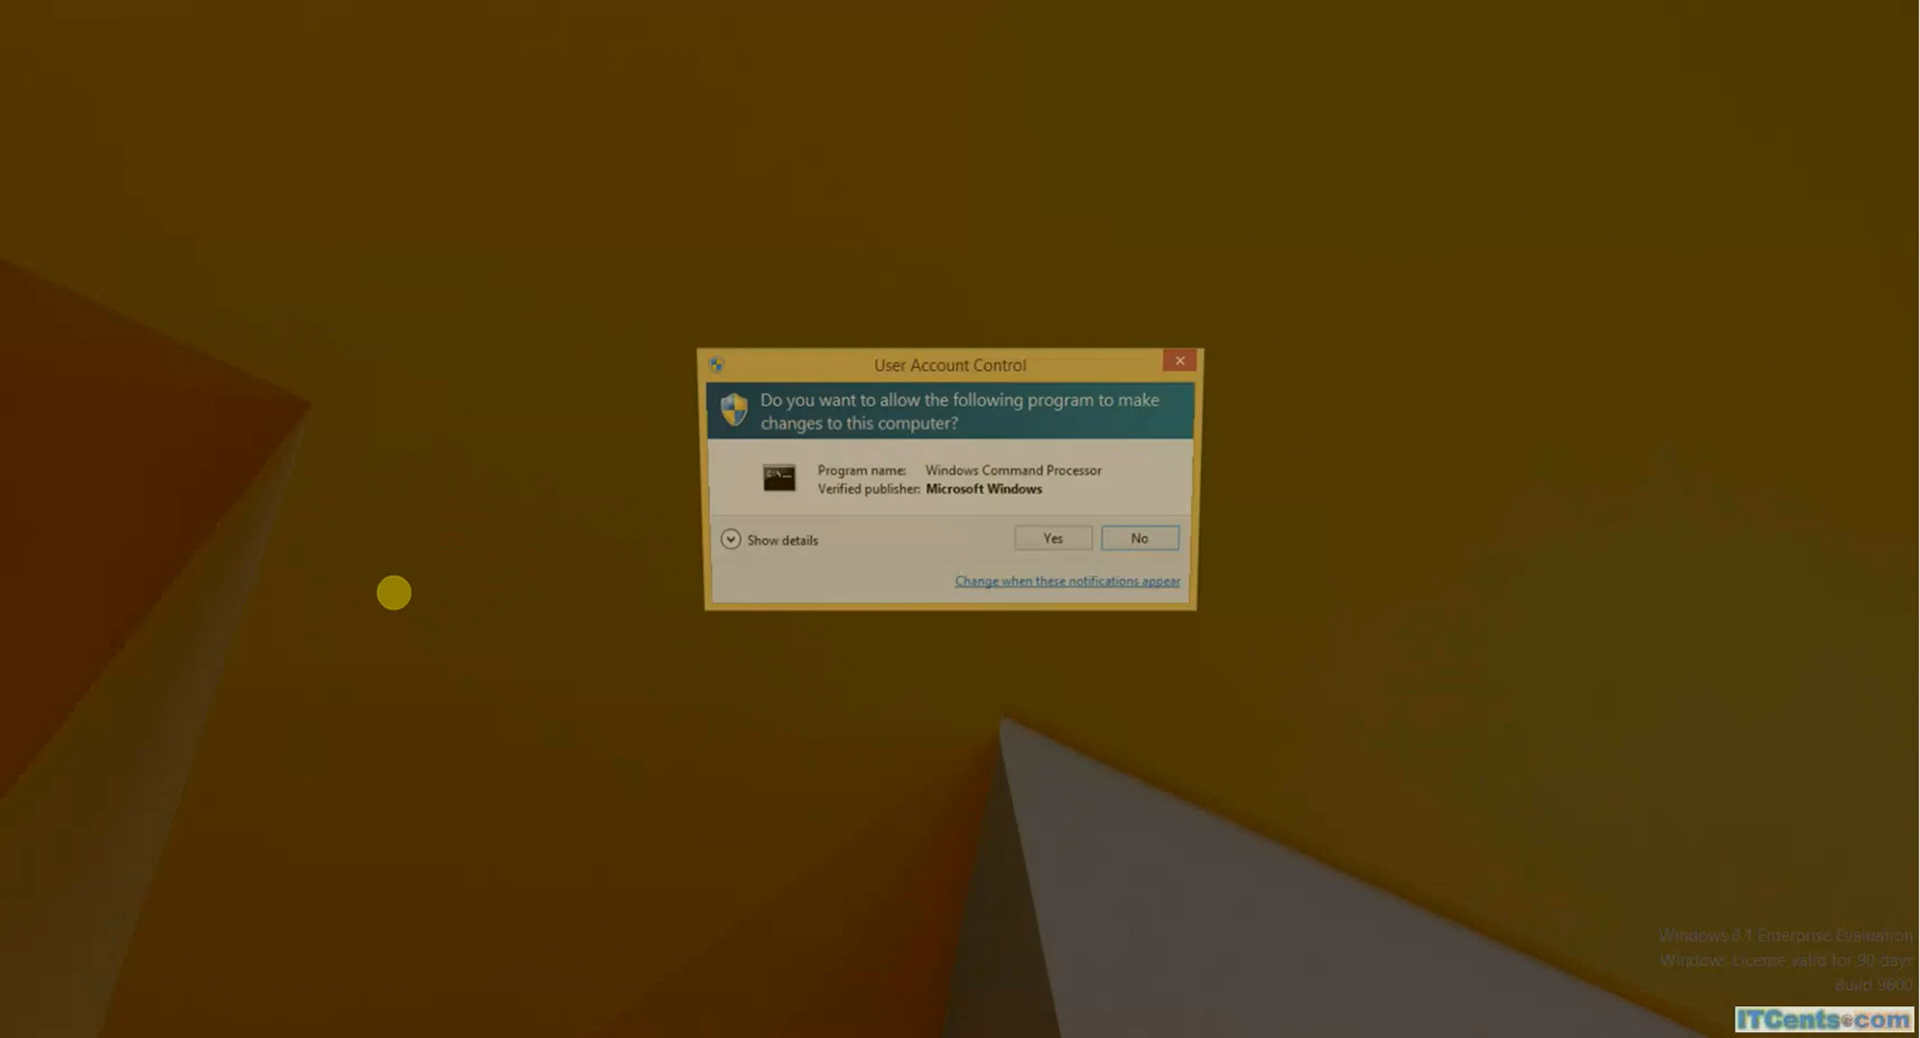 User Account Control
Do you want to allow the following program to make
changes to this computer?
Program name: Windows Command Processor
Verified publisher: Microsoft Windows
Show details
Yes
No
Change when these notifications appear
Windows 8.1 Enterprise Evaluation
Windows License valid for 90 days
Build 9600
ITCents.com